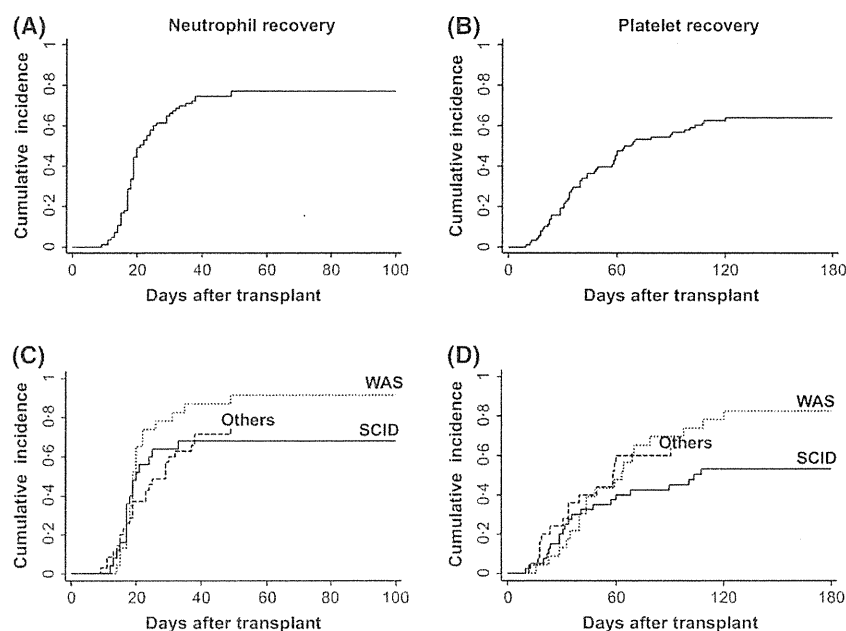 (A)
Neutrophil recovery
Cumulative incidence
0 0·2 0·4 0·6 0·8 1
0 20 40 60 80 100
Days after transplant
(B)
Platelet recovery
Cumulative incidence
0 0·2 0·4 0·6 0·8 1
0 60 120 180
Days after transplant
(C)
Cumulative incidence
0 0·2 0·4 0·6 0·8 1
WAS
Others
SCID
0 20 40 60 80 100
Days after transplant
(D)
Cumulative incidence
0 0·2 0·4 0·6 0·8 1
WAS
Others
SCID
0 60 120 180
Days after transplant